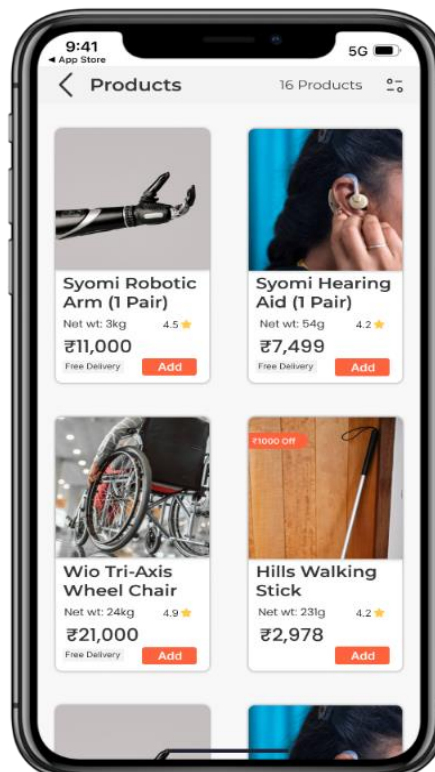 9:41
5G
App Store
Products
16 Products
Syomi Robotic
Arm (1 Pair)
Net wt: 3kg
4.5
₹11,000
Free Delivery
Add
Syomi Hearing
Aid (1 Pair)
Net wt: 54g
4.2
₹7,499
Free Delivery
Add
Wio Tri-Axis
Wheel Chair
Net wt: 24kg
4.9
₹21,000
Free Delivery
Add
₹1000 Off
Hills Walking
Stick
Net wt: 231g
4.2
₹2,978
Add